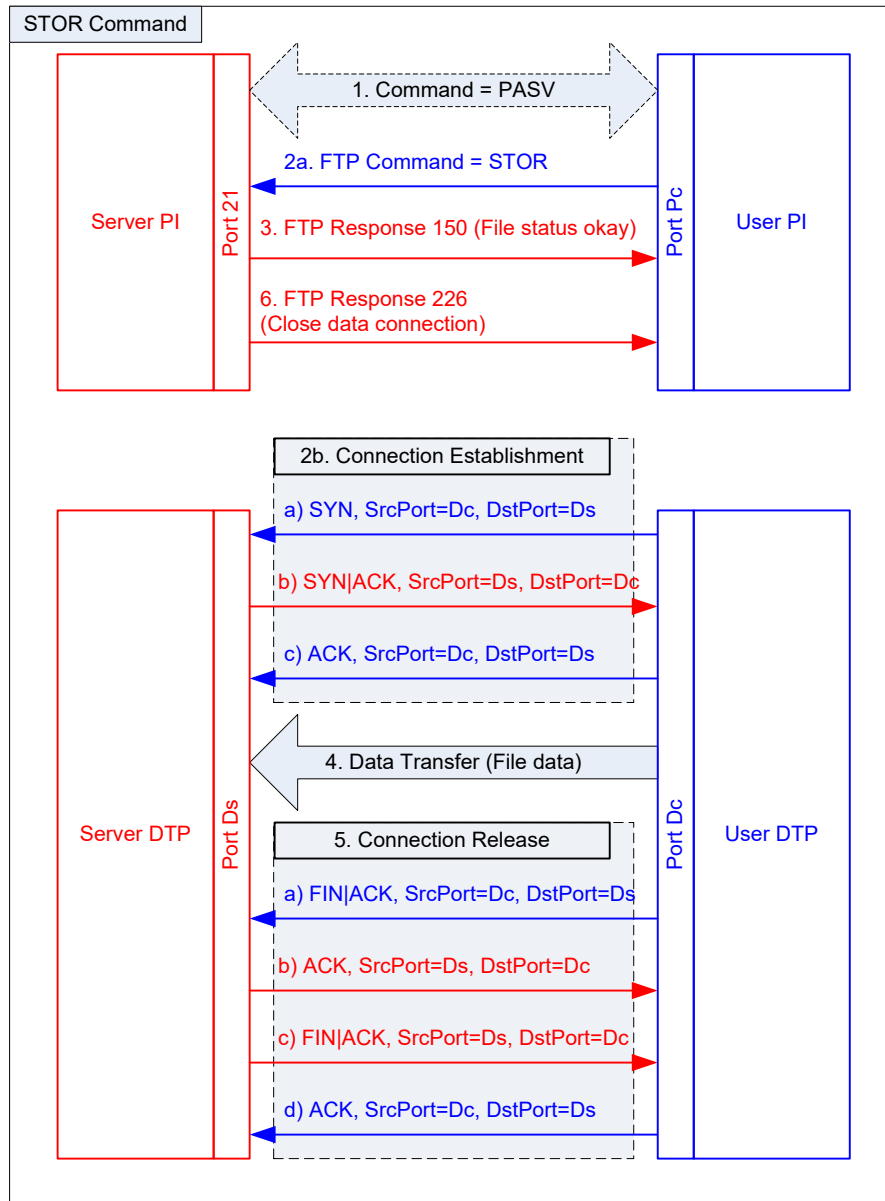 STOR Command
1. Command = PASV
2a. FTP Command = STOR
Server PI
Port 21
3. FTP Response 150 (File status okay)
Port Pc
User PI
6. FTP Response 226
(Close data connection)
2b. Connection Establishment
a) SYN, SrcPort=Dc, DstPort=Ds
b) SYN|ACK, SrcPort=Ds, DstPort=Dc
c) ACK, SrcPort=Dc, DstPort=Ds
4. Data Transfer (File data)
Server DTP
Port Ds
Port Dc
User DTP
5. Connection Release
a) FIN|ACK, SrcPort=Dc, DstPort=Ds
b) ACK, SrcPort=Ds, DstPort=Dc
c) FIN|ACK, SrcPort=Ds, DstPort=Dc
d) ACK, SrcPort=Dc, DstPort=Ds